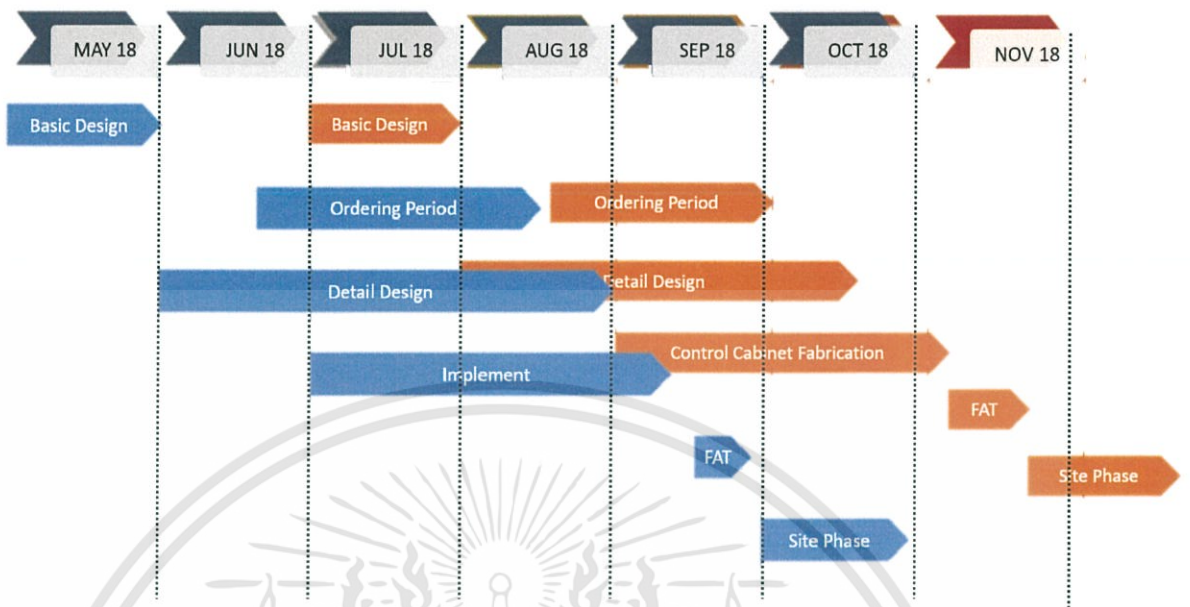 MAY 18
JUN 18
JUL 18
AUG 18
SEP 18
OCT 18
NOV 18
Basic Design
Basic Design
Ordering Period
Ordering Period
Detail Design
Detail Design
Implement
Control Cabinet Fabrication
FAT
FAT
Site Phase
Site Phase